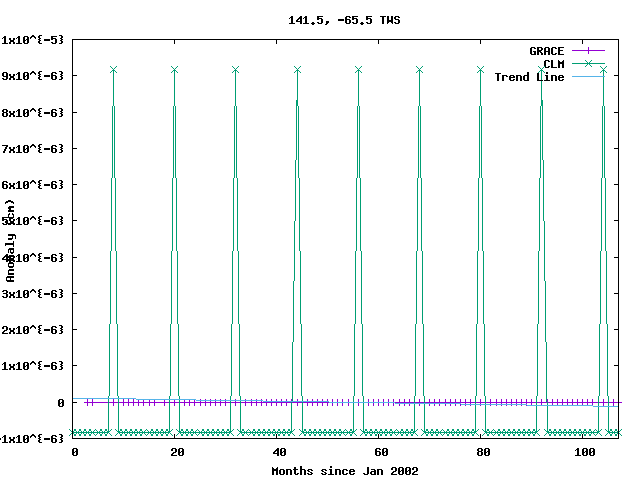 141.5, -65.5 TWS
1x10^{-5}
9x10^{-6}
8x10^{-6}
7x10^{-6}
6x10^{-6}
5x10^{-6}
4x10^{-6}
3x10^{-6}
2x10^{-6}
1x10^{-6}
0
-1x10^{-6}
Anomaly (cm)
GRACE
CLM
Trend Line
0 20 40 60 80 100
Months since Jan 2002